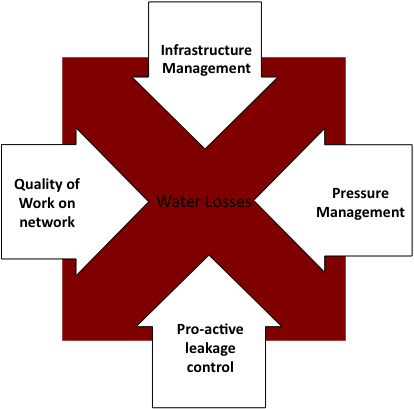 Infrastructure
Management
Quality of
Work on
network
Water Losses
Pressure
Management
Pro-active
leakage
control